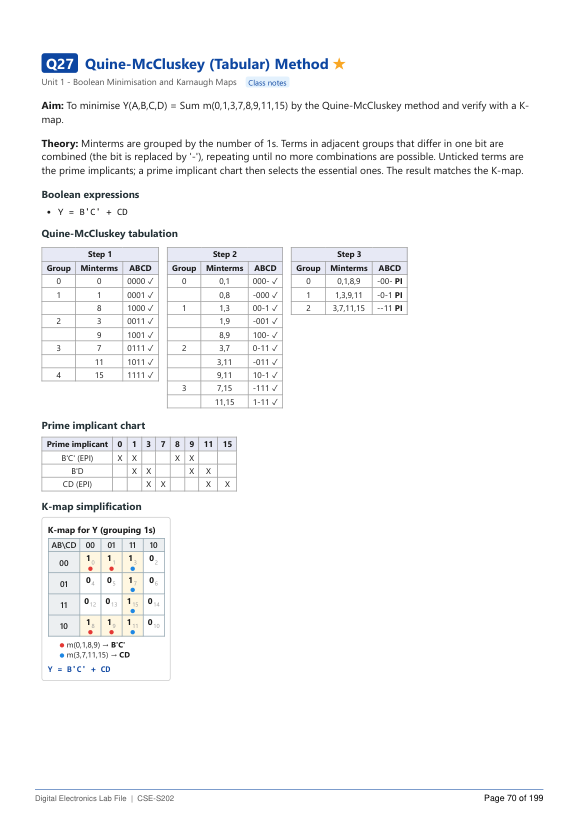 Q27 Quine-McCluskey (Tabular) Method ★
Unit 1 - Boolean Minimisation and Karnaugh Maps Class notes
Aim: To minimise Y(A,B,C,D) = Sum m(0,1,3,7,8,9,11,15) by the Quine-McCluskey method and verify with a K-
map.
Theory: Minterms are grouped by the number of 1s. Terms in adjacent groups that differ in one bit are
combined (the bit is replaced by '-'), repeating until no more combinations are possible. Unticked terms are
the prime implicants; a prime implicant chart then selects the essential ones. The result matches the K-map.
Boolean expressions
• Y = B'C' + CD
Quine-McCluskey tabulation
Step 1
Group Minterms ABCD
0 0 0000 ✓
1 1 0001 ✓
8 1000 ✓
2 3 0011 ✓
9 1001 ✓
3 7 0111 ✓
11 1011 ✓
4 15 1111 ✓
Step 2
Group Minterms ABCD
0 0,1 000- ✓
0,8 -000 ✓
1 1,3 00-1 ✓
1,9 -001 ✓
8,9 100- ✓
2 3,7 0-11 ✓
3,11 -011 ✓
9,11 10-1 ✓
3 7,15 -111 ✓
11,15 1-11 ✓
Step 3
Group Minterms ABCD
0 0,1,8,9 -00- PI
1 1,3,9,11 -0-1 PI
2 3,7,11,15 --11 PI
Prime implicant chart
Prime implicant 0 1 3 7 8 9 11 15
B'C' (EPI) X X X X
B'D X X X X
CD (EPI) X X X X
K-map simplification
K-map for Y (grouping 1s)
AB\CD 00 01 11 10
00 1 0 1 1 1 3 0 2
01 0 4 0 5 1 7 0 6
11 0 12 0 13 1 15 0 14
10 1 8 1 9 1 11 0 10
● m(0,1,8,9) → B'C'
● m(3,7,11,15) → CD
Y = B'C' + CD
Digital Electronics Lab File | CSE-S202
Page 70 of 199